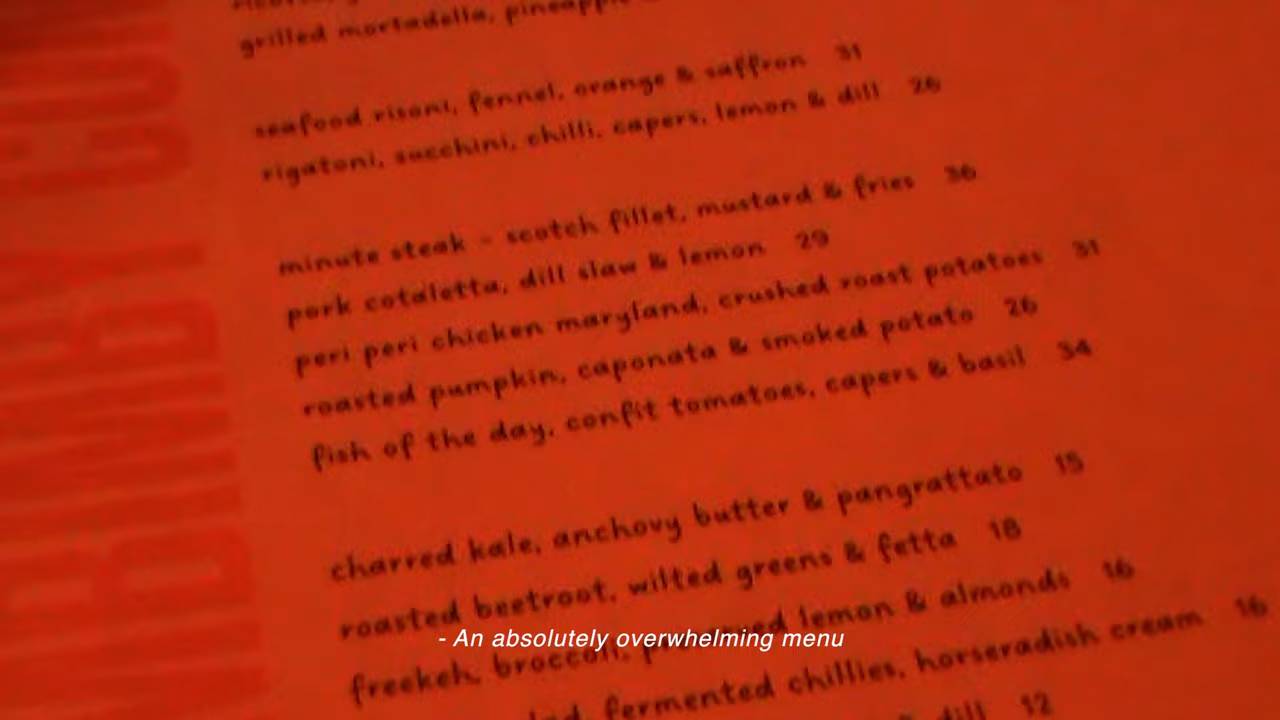 grilled mortadella, pineapple
seafood risoni, fennel, orange & saffron 31
rigatoni, zucchini, chilli, capers, lemon & dill 26
minute steak - scotch fillet, mustard & fries 36
pork cotaletta, dill slaw & lemon 29
peri peri chicken maryland, crushed roast potatoes 31
roasted pumpkin, caponata & smoked potato 26
fish of the day, confit tomatoes, capers & basil 34
charred kale, anchovy butter & pangrattato 15
roasted beetroot, wilted greens & fetta 18
freekeh, broccoli, preserved lemon & almonds 16
fermented chillies, horseradish cream 16
& dill 12
- An absolutely overwhelming menu